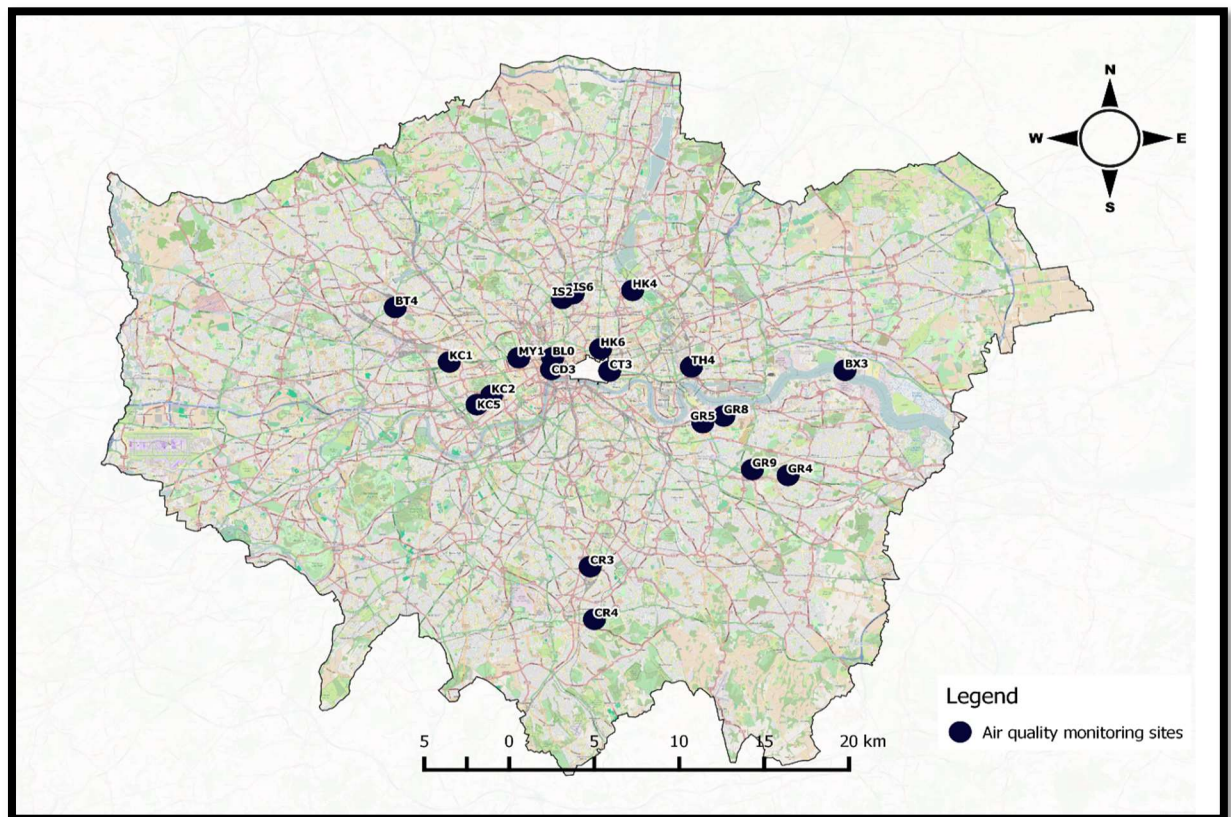 N
W E
S
IS2 IS6 HK4
BT4
HK6
MY1 BL0
KC1 CT3 TH4 BX3
CD3
KC2
KC5
GR5 GR8
GR9 GR4
CR3
CR4
Legend
Air quality monitoring sites
5 0 5 10 15 20 km